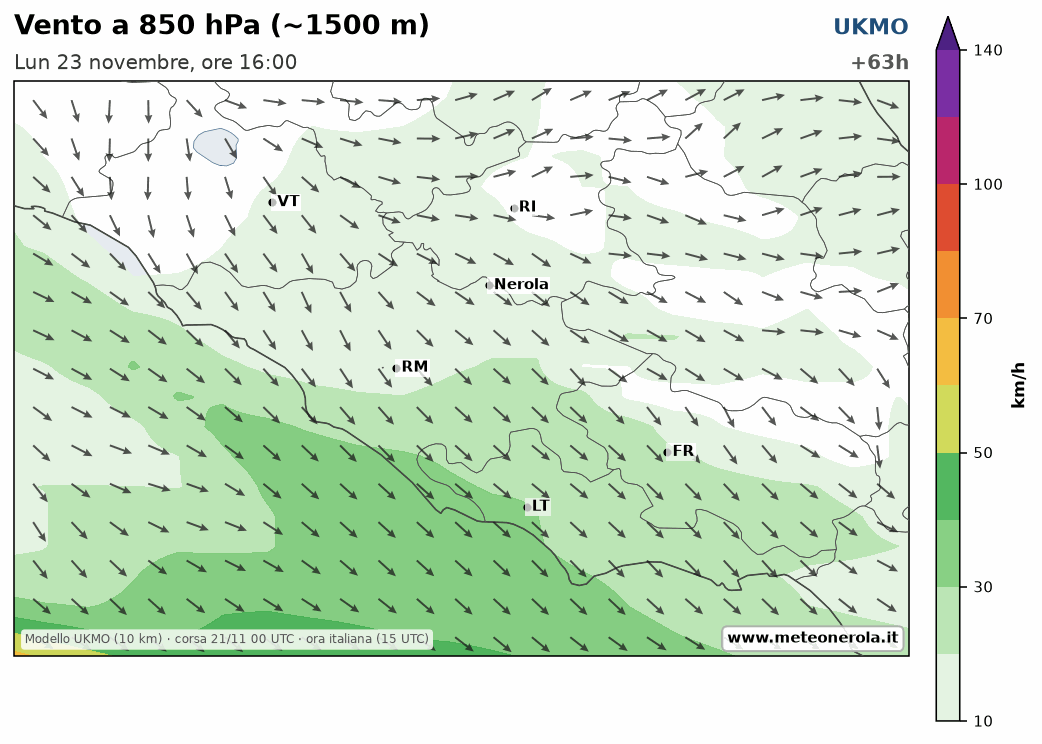 Vento a 850 hPa (~1500 m)
UKMO
Lun 23 novembre, ore 16:00
+63h
VT
RI
Nerola
RM
FR
LT
Modello UKMO (10 km) · corsa 21/11 00 UTC · ora italiana (15 UTC)
www.meteonerola.it
140
100
70
50
30
10
km/h